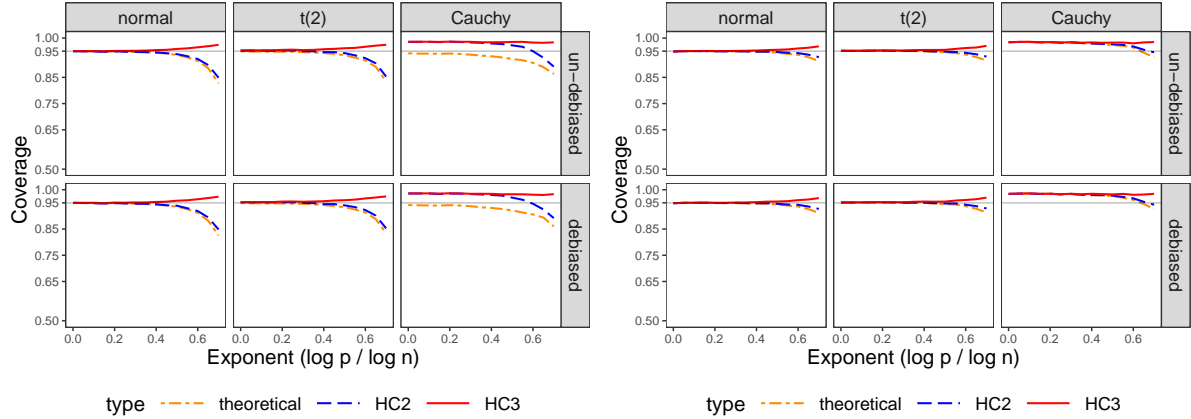 normal t(2) Cauchy
1.00
0.95
0.85
0.75
0.65
0.50
un−debiased
1.00
0.95
0.85
0.75
0.65
0.50
debiased
Coverage
0.0 0.2 0.4 0.6 0.0 0.2 0.4 0.6 0.0 0.2 0.4 0.6
Exponent (log p / log n)
type theoretical HC2 HC3
normal t(2) Cauchy
1.00
0.95
0.85
0.75
0.65
0.50
un−debiased
1.00
0.95
0.85
0.75
0.65
0.50
debiased
Coverage
0.0 0.2 0.4 0.6 0.0 0.2 0.4 0.6 0.0 0.2 0.4 0.6
Exponent (log p / log n)
type theoretical HC2 HC3